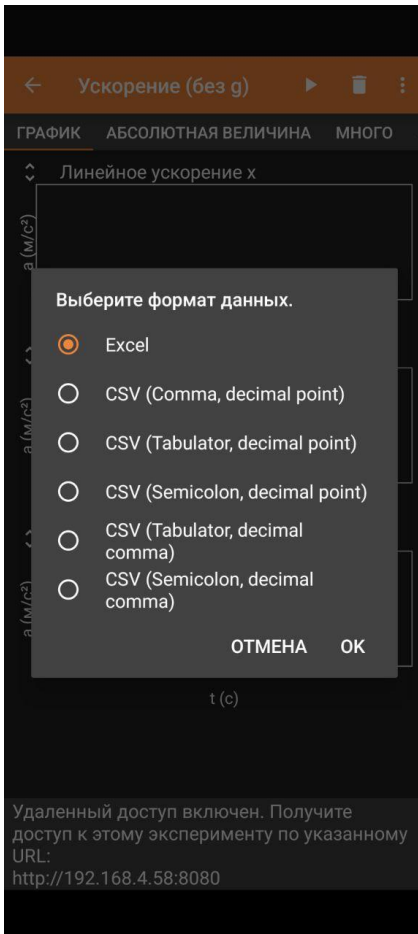 Ускорение (без g)
ГРАФИК АБСОЛЮТНАЯ ВЕЛИЧИНА МНОГО
Линейное ускорение x
a (м/с²)
Выберите формат данных.
Excel
CSV (Comma, decimal point)
a (м/с²)
CSV (Tabulator, decimal point)
CSV (Semicolon, decimal point)
CSV (Tabulator, decimal
comma)
CSV (Semicolon, decimal
comma)
a (м/с²)
ОТМЕНА OK
t (с)
Удаленный доступ включен. Получите
доступ к этому эксперименту по указанному
URL:
http://192.168.4.58:8080